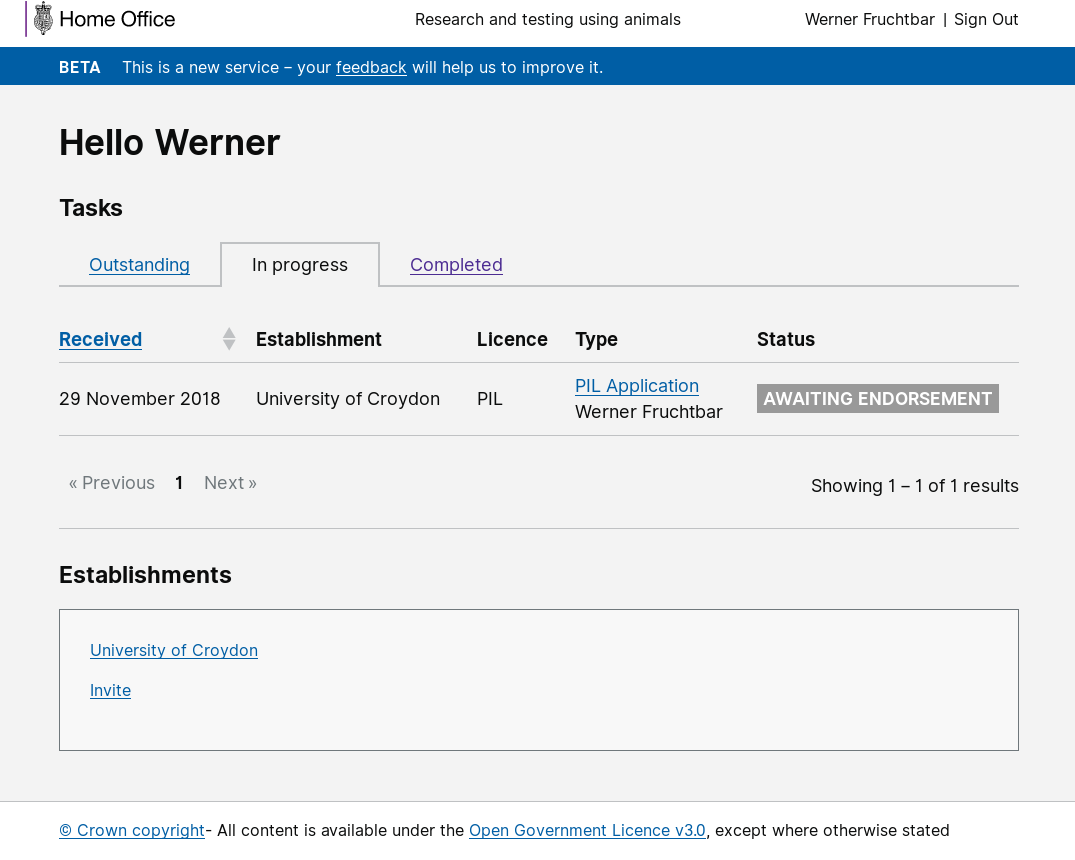 Home Office Research and testing using animals Werner Fruchtbar | Sign Out
BETA This is a new service – your feedback will help us to improve it.
Hello Werner
Tasks
Outstanding In progress Completed
Received Establishment Licence Type Status
29 November 2018 University of Croydon PIL PIL Application AWAITING ENDORSEMENT
Werner Fruchtbar
« Previous 1 Next »
Showing 1 – 1 of 1 results
Establishments
University of Croydon
Invite
© Crown copyright- All content is available under the Open Government Licence v3.0, except where otherwise stated